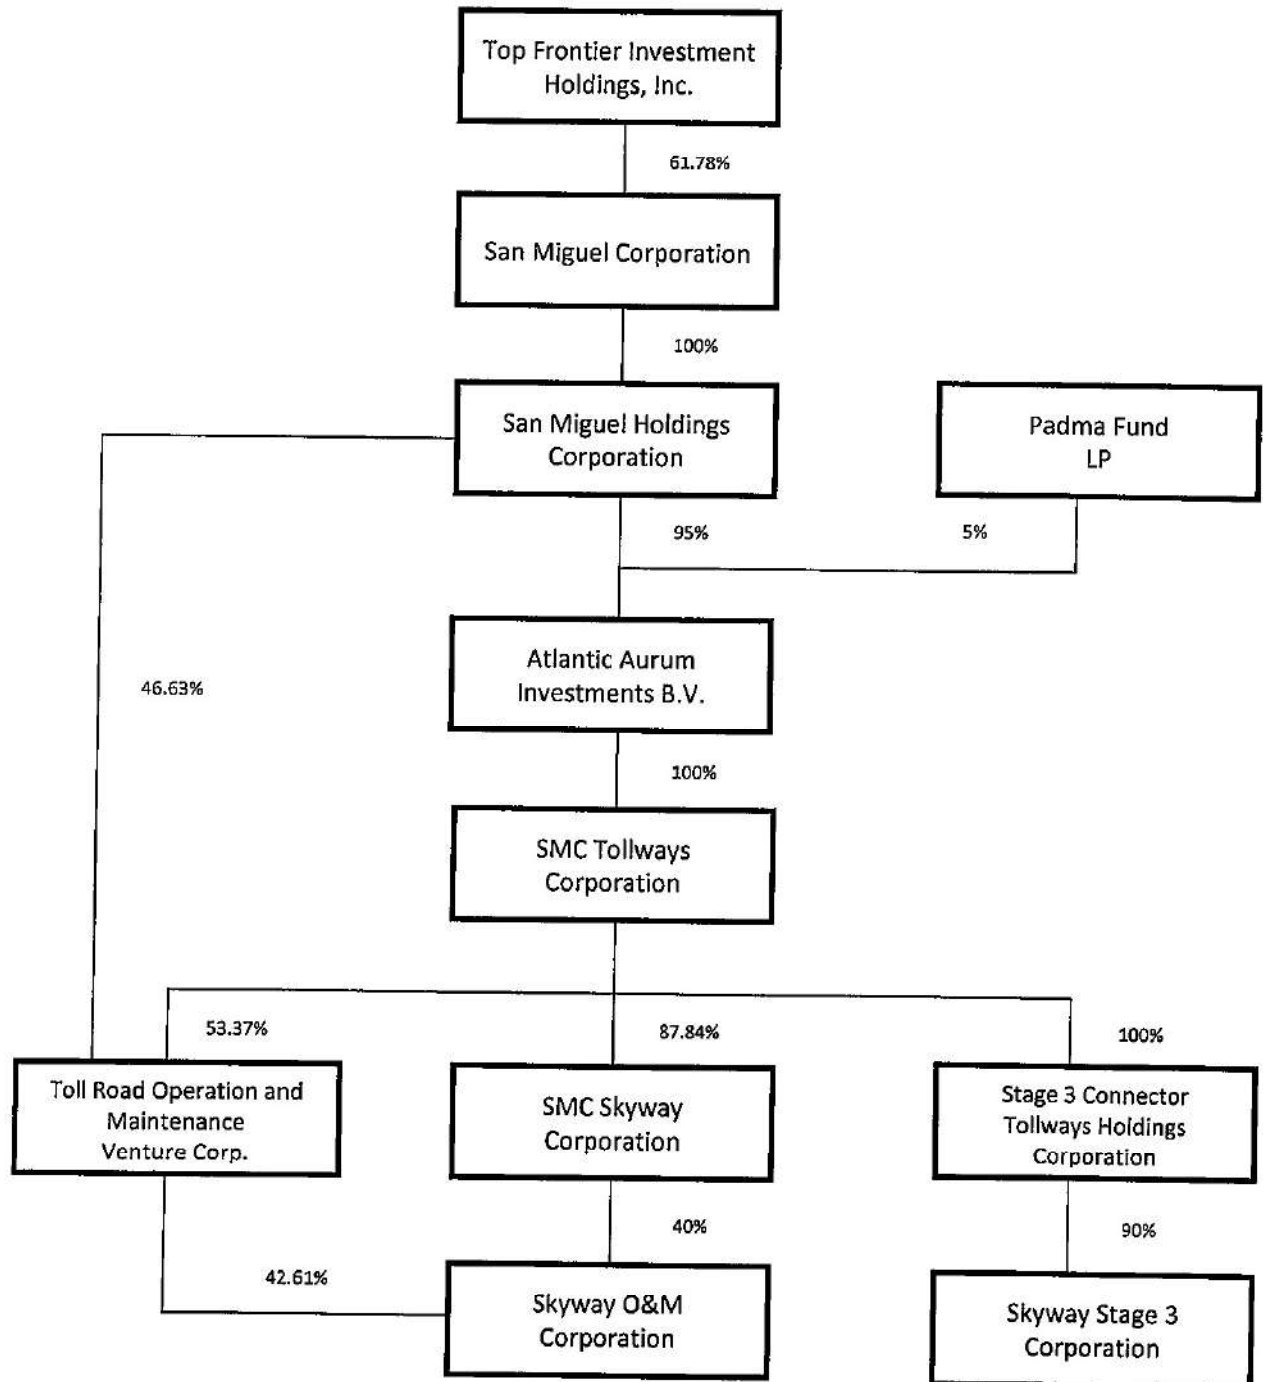 Top Frontier Investment
Holdings, Inc.
61.78%
San Miguel Corporation
100%
San Miguel Holdings
Corporation
Padma Fund
LP
95%
5%
Atlantic Aurum
Investments B.V.
46.63%
100%
SMC Tollways
Corporation
53.37%
87.84%
100%
Toll Road Operation and
Maintenance
Venture Corp.
SMC Skyway
Corporation
Stage 3 Connector
Tollways Holdings
Corporation
40%
90%
42.61%
Skyway O&M
Corporation
Skyway Stage 3
Corporation